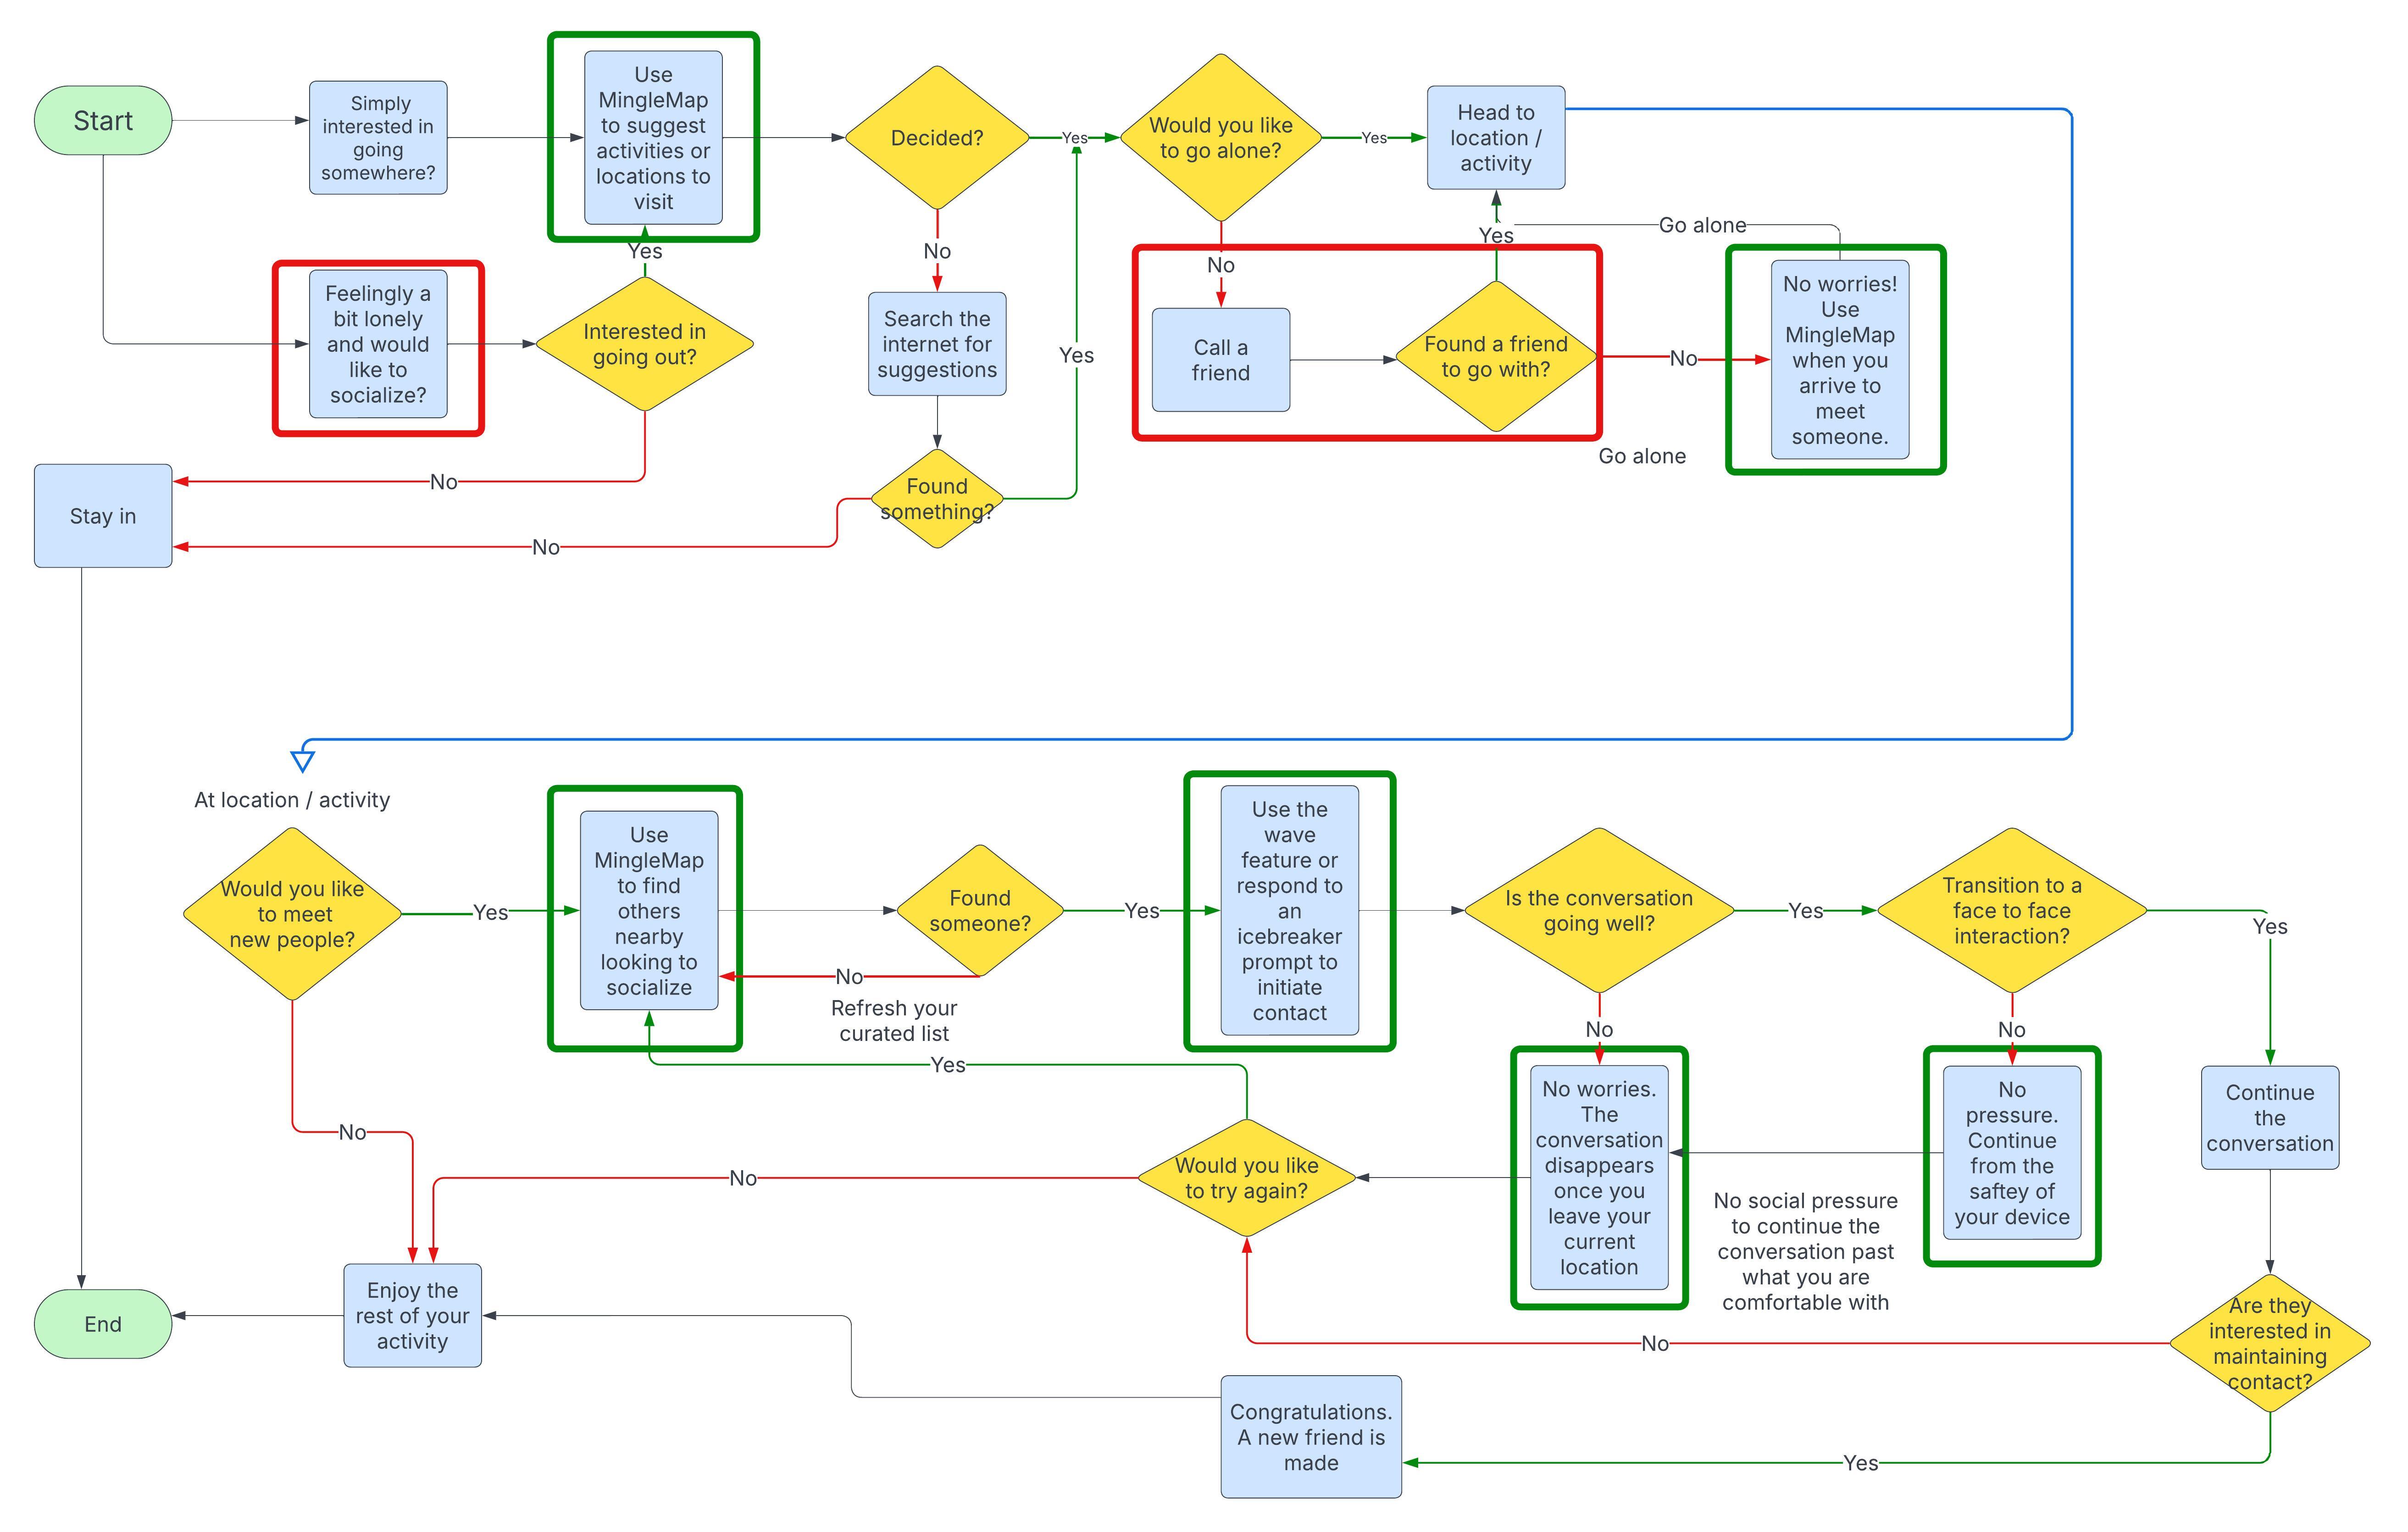 Start
Simply
interested in
going
somewhere?
Use
MingleMap
to suggest
activities or
locations to
visit
Decided?
Yes
Would you like
to go alone?
Yes
Head to
location /
activity
Feelingly a
bit lonely
and would
like to
socialize?
Interested in
going out?
Yes
No
Search the
internet for
suggestions
Yes
No
Call a
friend
Found a friend
to go with?
Yes
Go alone
No
No worries!
Use
MingleMap
when you
arrive to
meet
someone.
Go alone
No
Stay in
Found
something?
No
At location / activity
Would you like
to meet
new people?
Yes
Use
MingleMap
to find
others
nearby
looking to
socialize
Found
someone?
No
Refresh your
curated list
Yes
Use the
wave
feature or
respond to
an
icebreaker
prompt to
initiate
contact
Is the conversation
going well?
Yes
Transition to a
face to face
interaction?
Yes
No
No
Yes
No worries.
The
conversation
disappears
once you
leave your
current
location
No
pressure.
Continue
from the
saftey of
your device
Continue
the
conversation
No
No
Would you like
to try again?
No social pressure
to continue the
conversation past
what you are
comfortable with
End
Enjoy the
rest of your
activity
No
Are they
interested in
maintaining
contact?
Congratulations.
A new friend is
made
Yes